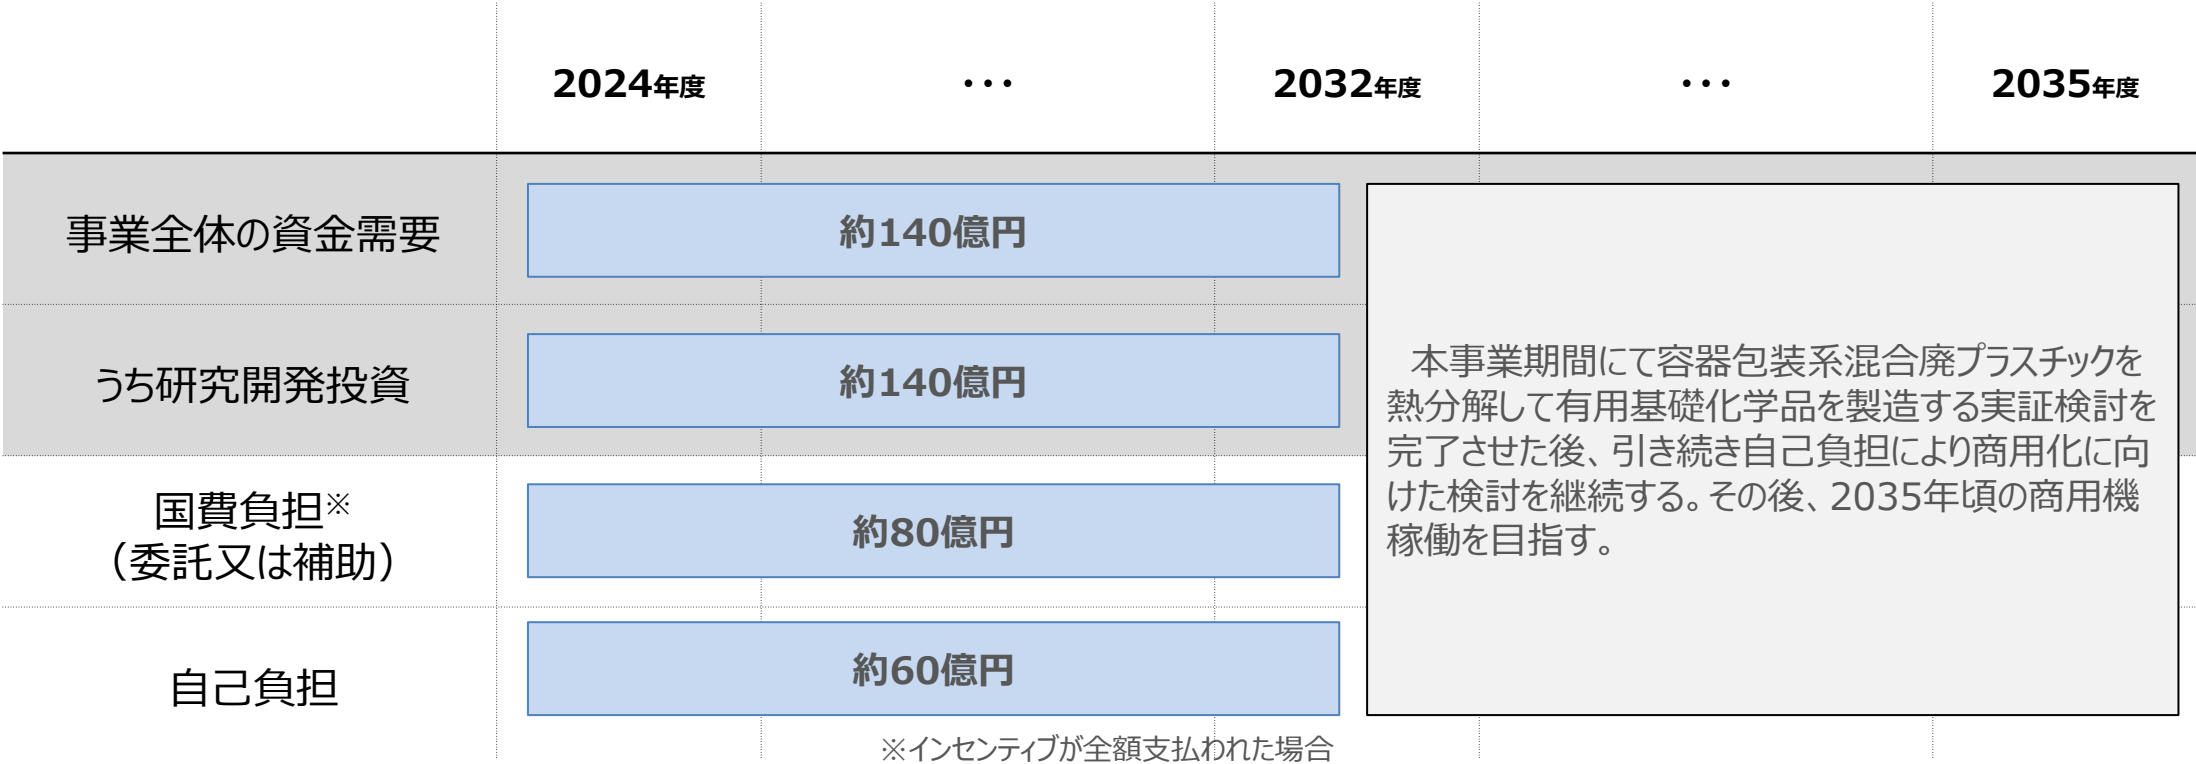 2024年度 ・・・ 2032年度 ・・・ 2035年度
事業全体の資金需要
約140億円
うち研究開発投資
約140億円
国費負担※
（委託又は補助）
約80億円
自己負担
約60億円
本事業期間にて容器包装系混合廃プラスチックを
熱分解して有用基礎化学品を製造する実証検討を
完了させた後、引き続き自己負担により商用化に向
けた検討を継続する。その後、2035年頃の商用機
稼働を目指す。
※インセンティブが全額支払われた場合